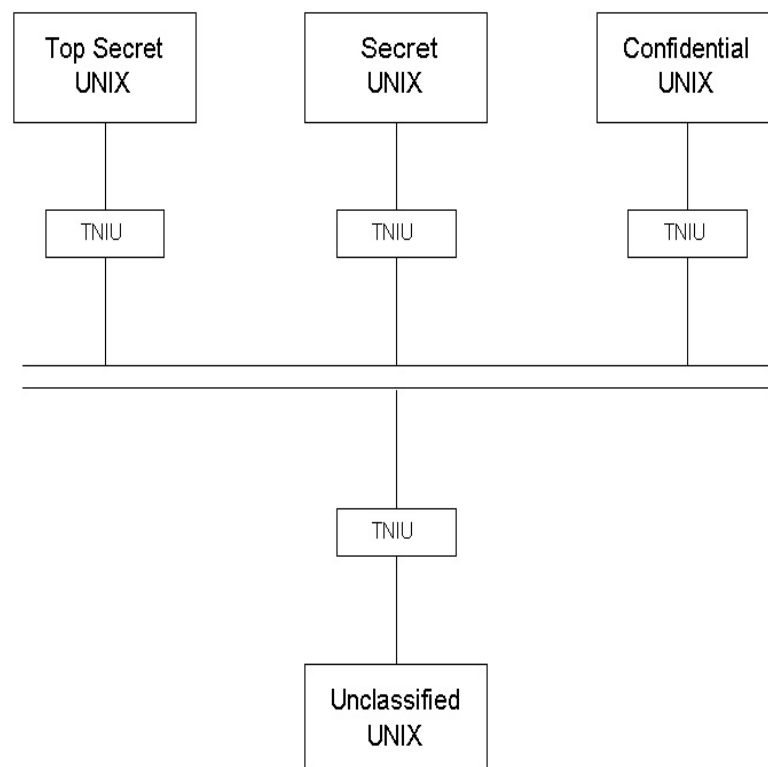 Top Secret
UNIX
Secret
UNIX
Confidential
UNIX
TNIU
TNIU
TNIU
TNIU
Unclassified
UNIX